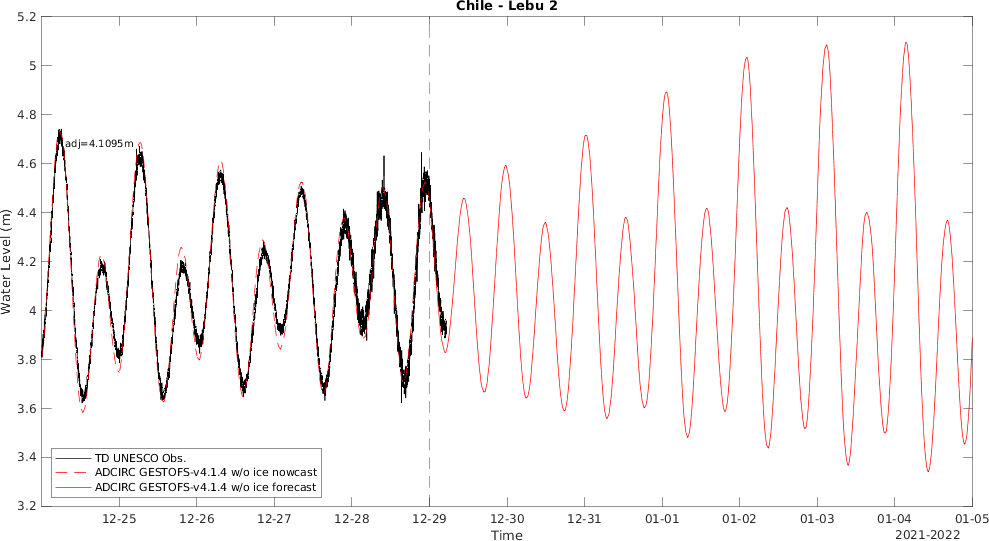 Chile - Lebu 2
5.2
5
4.8
4.6
4.4
4.2
4
3.8
3.6
3.4
3.2
Water Level (m)
adj=4.1095m
TD UNESCO Obs.
ADCIRC GESTOFS-v4.1.4 w/o ice nowcast
ADCIRC GESTOFS-v4.1.4 w/o ice forecast
12-25 12-26 12-27 12-28 12-29 12-30 12-31 01-01 01-02 01-03 01-04 01-05
Time
2021-2022